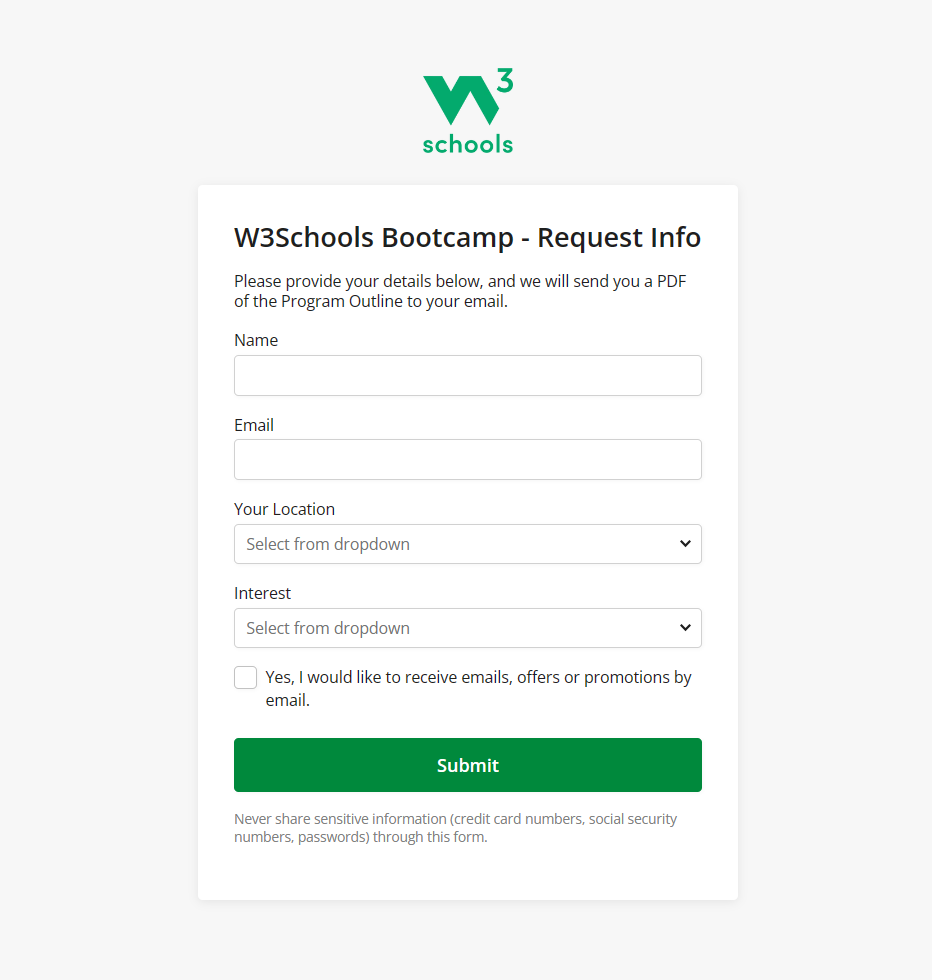 3
schools
W3Schools Bootcamp - Request Info
Please provide your details below, and we will send you a PDF
of the Program Outline to your email.
Name
Email
Your Location
Select from dropdown
Interest
Select from dropdown
Yes, I would like to receive emails, offers or promotions by
email.
Submit
Never share sensitive information (credit card numbers, social security
numbers, passwords) through this form.